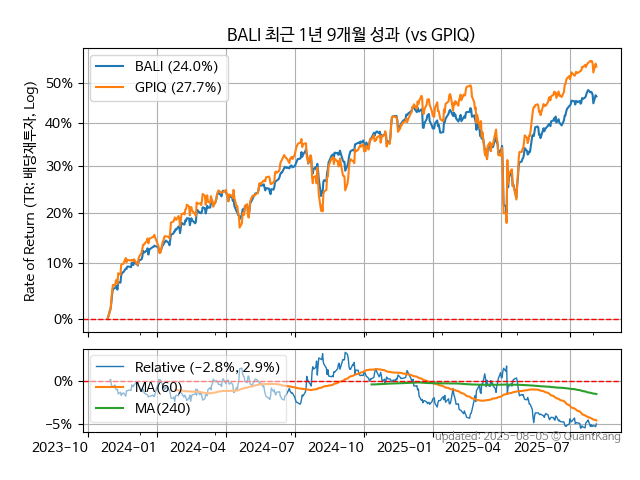 BALI 최근 1년 9개월 성과 (vs GPIQ)
Rate of Return (TR: 배당재투자, Log)
BALI (24.0%)
GPIQ (27.7%)
50%
40%
30%
20%
10%
0%
Relative (−2.8%, 2.9%)
MA(60)
MA(240)
0%
−5%
2023−10 2024−01 2024−04 2024−07 2024−10 2025−01 2025−04 2025−07
updated: 2025−08−05 © QuantKang